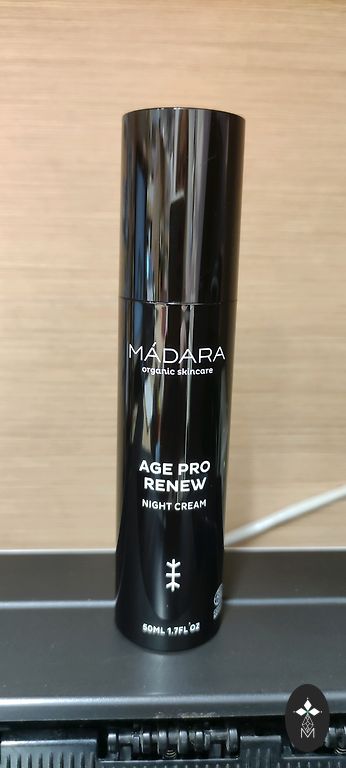 MÁDARA
organic skincare
AGE PRO
RENEW
NIGHT CREAM
50ML 1.7FL OZ